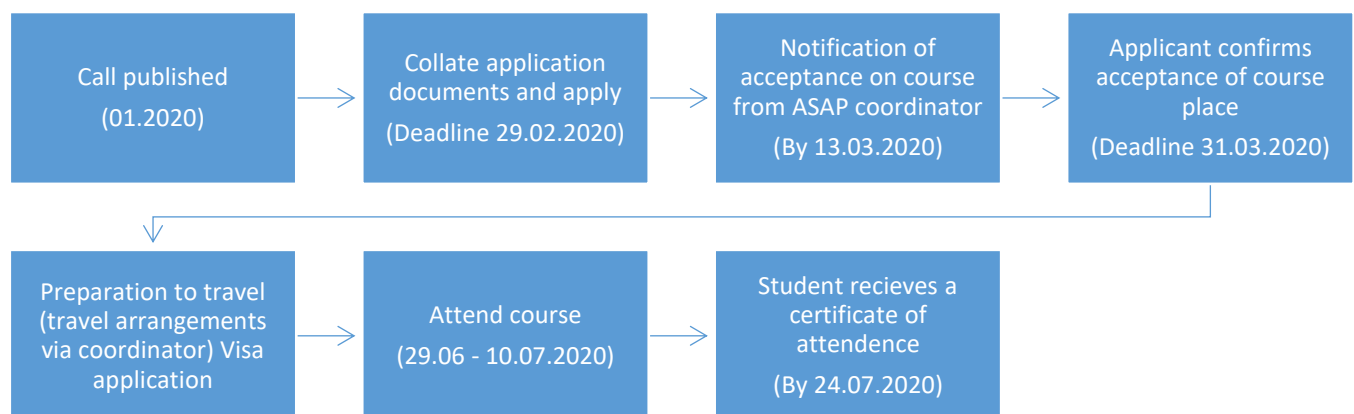 Call published
(01.2020)
Collate application
documents and apply
(Deadline 29.02.2020)
Notification of
acceptance on course
from ASAP coordinator
(By 13.03.2020)
Applicant confirms
acceptance of course
place
(Deadline 31.03.2020)
Preparation to travel
(travel arrangements
via coordinator) Visa
application
Attend course
(29.06 - 10.07.2020)
Student recieves a
certificate of
attendence
(By 24.07.2020)